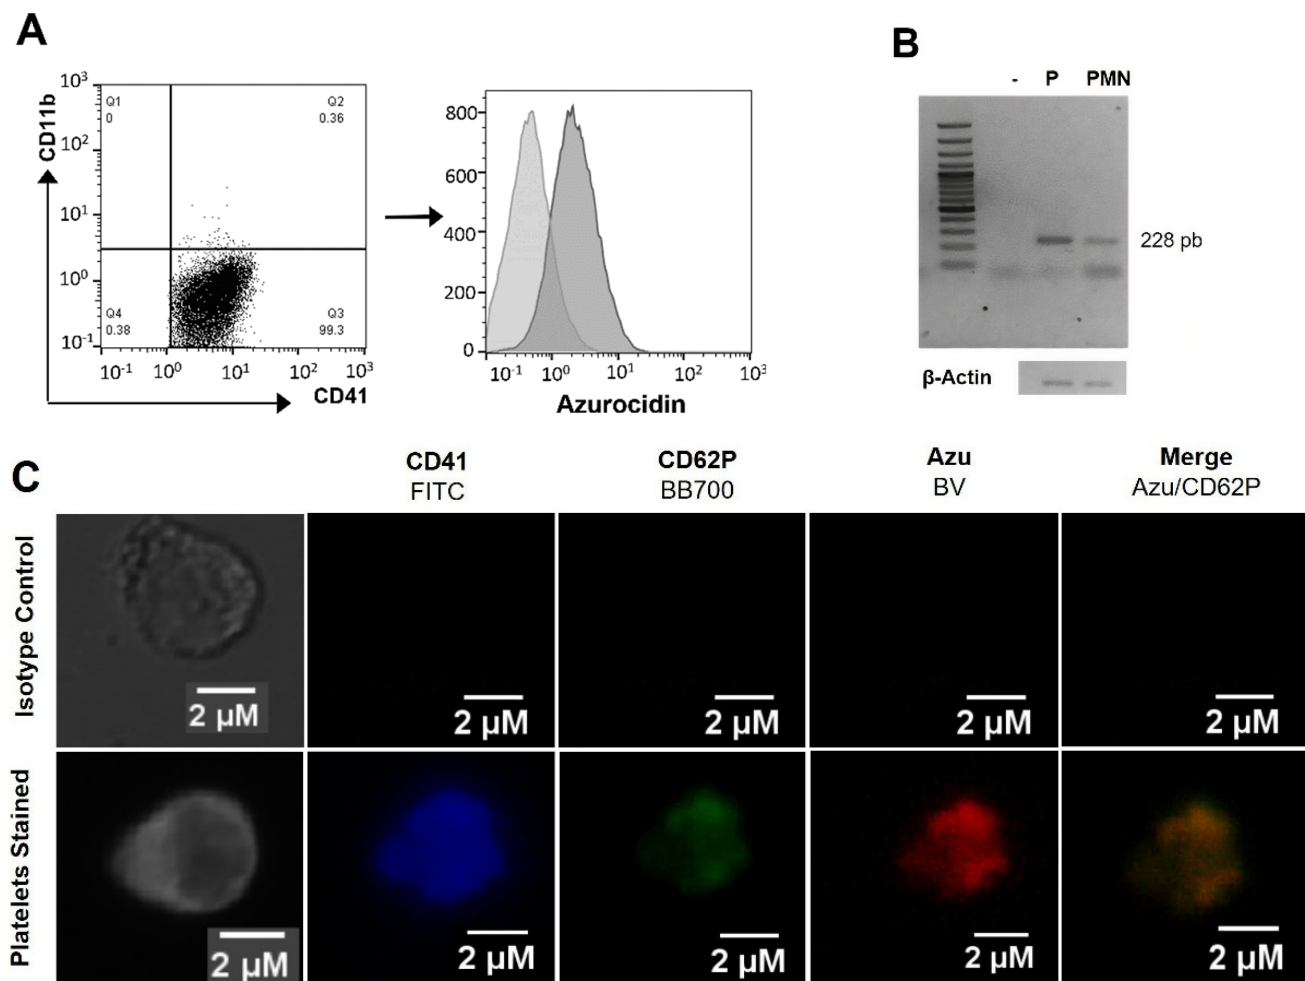 A
CD11b
10³
10²
10¹
10⁰
10⁻¹
Q1
0
Q2
0.36
Q4
0.38
Q3
99.3
10⁻¹ 10⁰ 10¹ 10² 10³
CD41
800
600
400
200
0
10⁻¹ 10⁰ 10¹ 10² 10³
Azurocidin
B
- P PMN
228 pb
β-Actin
C
CD41
FITC
CD62P
BB700
Azu
BV
Merge
Azu/CD62P
Isotype Control
2 µM
2 µM
2 µM
2 µM
2 µM
Platelets Stained
2 µM
2 µM
2 µM
2 µM
2 µM